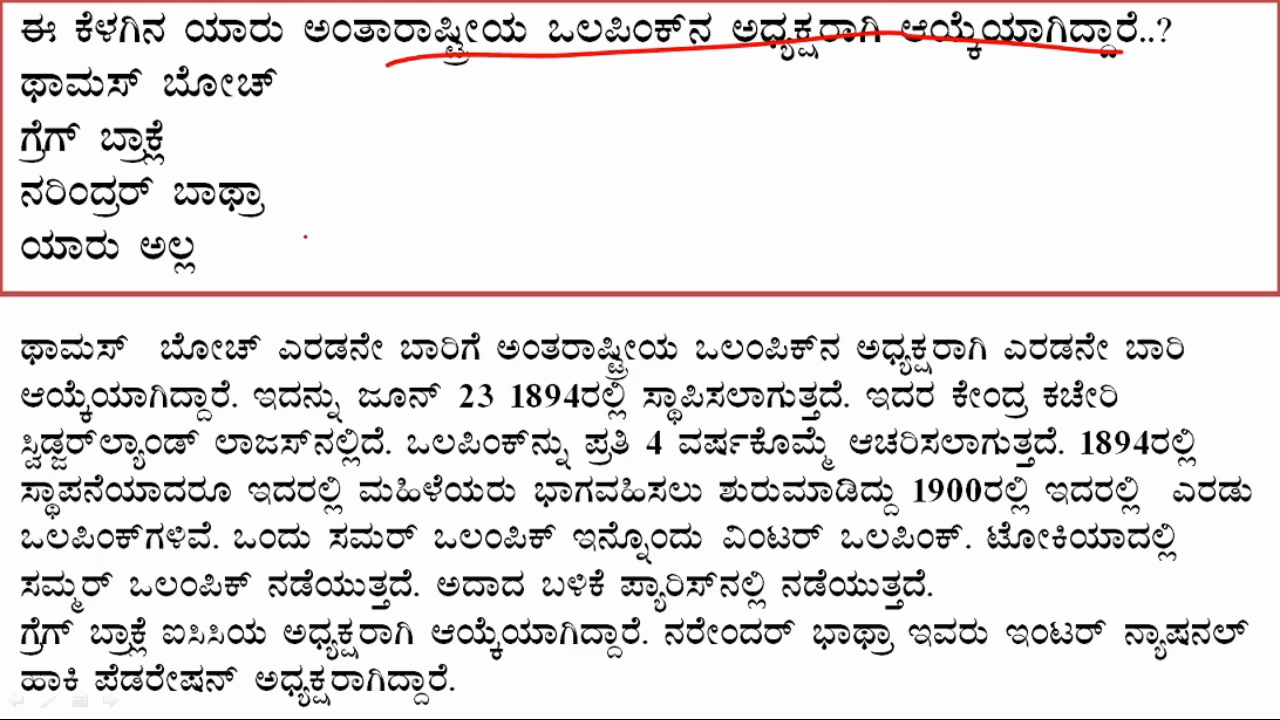 ಈ ಕೆಳಗಿನ ಯಾರು ಅಂತಾರಾಷ್ಟ್ರೀಯ ಒಲಪಿಂಕ್‌ನ ಅಧ್ಯಕ್ಷರಾಗಿ ಆಯ್ಕೆಯಾಗಿದ್ದಾರೆ..?
ಥಾಮಸ್ ಬೋಚ್
ಗ್ರೆಗ್ ಬ್ರಾಕ್ಲೆ
ನರಿಂದ್ರರ್ ಬಾಥ್ರಾ
ಯಾರು ಅಲ್ಲ
ಥಾಮಸ್ ಬೋಚ್ ಎರಡನೇ ಬಾರಿಗೆ ಅಂತರಾಷ್ಟ್ರೀಯ ಒಲಂಪಿಕ್‌ನ ಅಧ್ಯಕ್ಷರಾಗಿ ಎರಡನೇ ಬಾರಿ
ಆಯ್ಕೆಯಾಗಿದ್ದಾರೆ. ಇದನ್ನು ಜೂನ್ 23 1894ರಲ್ಲಿ ಸ್ಥಾಪಿಸಲಾಗುತ್ತದೆ. ಇದರ ಕೇಂದ್ರ ಕಚೇರಿ
ಸ್ವಿಡ್ಜರ್‌ಲ್ಯಾಂಡ್ ಲಾಜಸ್‌ನಲ್ಲಿದೆ. ಒಲಪಿಂಕ್‌ನ್ನು ಪ್ರತಿ 4 ವರ್ಷಕೊಮ್ಮೆ ಆಚರಿಸಲಾಗುತ್ತದೆ. 1894ರಲ್ಲಿ
ಸ್ಥಾಪನೆಯಾದರೂ ಇದರಲ್ಲಿ ಮಹಿಳೆಯರು ಭಾಗವಹಿಸಲು ಶುರುಮಾಡಿದ್ದು 1900ರಲ್ಲಿ ಇದರಲ್ಲಿ ಎರಡು
ಒಲಪಿಂಕ್‌ಗಳಿವೆ. ಒಂದು ಸಮರ್ ಒಲಂಪಿಕ್ ಇನ್ನೊಂದು ವಿಂಟರ್ ಒಲಪಿಂಕ್. ಟೋಕಿಯಾದಲ್ಲಿ
ಸಮ್ಮರ್ ಒಲಂಪಿಕ್ ನಡೆಯುತ್ತದೆ. ಅದಾದ ಬಳಿಕೆ ಪ್ಯಾರಿಸ್‌ನಲ್ಲಿ ನಡೆಯುತ್ತದೆ.
ಗ್ರೆಗ್ ಬ್ರಾಕ್ಲೆ ಐಸಿಸಿಯ ಅಧ್ಯಕ್ಷರಾಗಿ ಆಯ್ಕೆಯಾಗಿದ್ದಾರೆ. ನರೇಂದರ್ ಭಾಥ್ರಾ ಇವರು ಇಂಟರ್ ನ್ಯಾಷನಲ್
ಹಾಕಿ ಪೆಡರೇಷನ್ ಅಧ್ಯಕ್ಷರಾಗಿದ್ದಾರೆ.